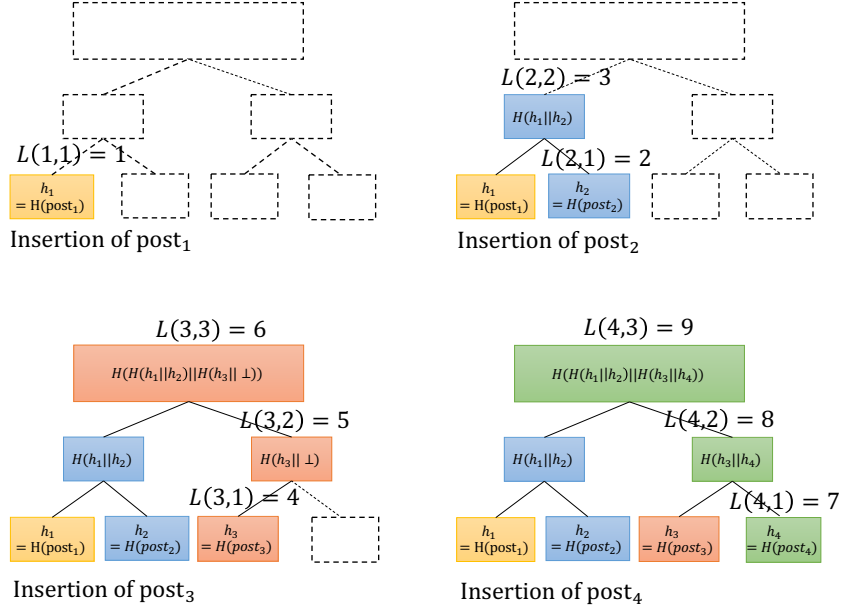 L(1,1) = 1
h₁
= H(post₁)
Insertion of post₁
L(2,2) = 3
H(h₁||h₂)
L(2,1) = 2
h₁
= H(post₁)
h₂
= H(post₂)
Insertion of post₂
L(3,3) = 6
H(H(h₁||h₂)||H(h₃|| ⊥))
L(3,2) = 5
H(h₁||h₂)
H(h₃|| ⊥)
L(3,1) = 4
h₁
= H(post₁)
h₂
= H(post₂)
h₃
= H(post₃)
Insertion of post₃
L(4,3) = 9
H(H(h₁||h₂)||H(h₃||h₄))
L(4,2) = 8
H(h₁||h₂)
H(h₃||h₄)
L(4,1) = 7
h₁
= H(post₁)
h₂
= H(post₂)
h₃
= H(post₃)
h₄
= H(post₄)
Insertion of post₄